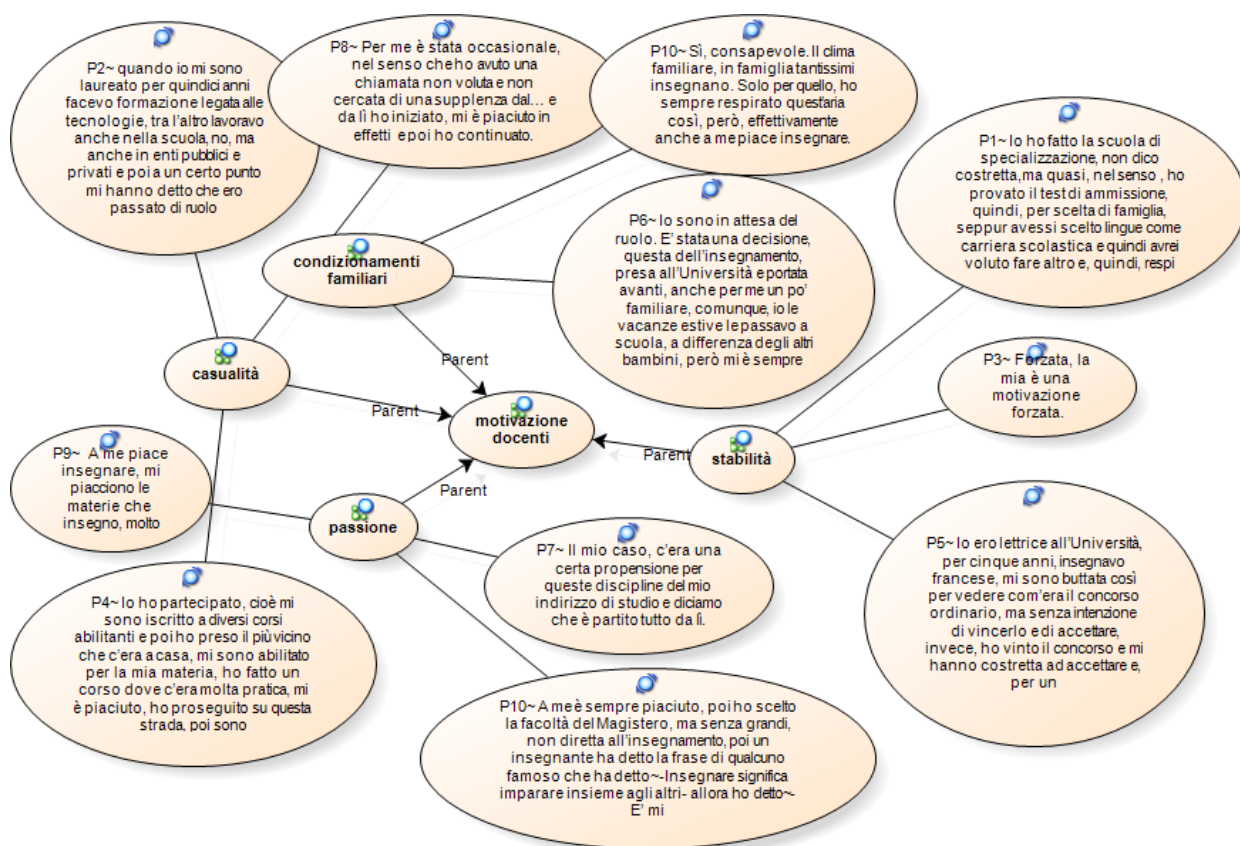 P2~ quando io mi sono
laureato per quindici anni
facevo formazione legata alle
tecnologie, tra l'altro lavoravo
anche nella scuola, no, ma
anche in enti pubblici e
privati e poi a un certo punto
mi hanno detto che ero
passato di ruolo
P8~ Per me è stata occasionale,
nel senso che ho avuto una
chiamata non voluta e non
cercata di una supplenza dal... e
da lì ho iniziato, mi è piaciuto in
effetti e poi ho continuato.
P10~ Sì, consapevole. Il clima
familiare, in famiglia tantissimi
insegnano. Solo per quello, ho
sempre respirato quest'aria
così, però, effettivamente
anche a me piace insegnare.
P1~ Io ho fatto la scuola di
specializzazione, non dico
costretta, ma quasi, nel senso , ho
provato il test di ammissione,
quindi, per scelta di famiglia,
seppur avessi scelto lingue come
carriera scolastica e quindi avrei
voluto fare altro e, quindi, respi
P6~ Io sono in attesa del
ruolo. E' stata una decisione,
questa dell'insegnamento,
presa all'Università e portata
avanti, anche per me un po'
familiare, comunque, io le
vacanze estive le passavo a
scuola, a differenza degli altri
bambini, però mi è sempre
condizionamenti
familiari
casualità
Parent
Parent
motivazione
docenti
Parent
stabilità
P3~ Forzata, la
mia è una
motivazione
forzata.
P9~ A me piace
insegnare, mi
piacciono le
materie che
insegno, molto
Parent
passione
P7~ Il mio caso, c'era una
certa propensione per
queste discipline del mio
indirizzo di studio e diciamo
che è partito tutto da lì.
P5~ Io ero lettrice all'Università,
per cinque anni, insegnavo
francese, mi sono buttata così
per vedere com'era il concorso
ordinario, ma senza intenzione
di vincerlo e di accettare,
invece, ho vinto il concorso e mi
hanno costretta ad accettare e,
per un
P4~ Io ho partecipato, cioè mi
sono iscritto a diversi corsi
abilitanti e poi ho preso il più vicino
che c'era a casa, mi sono abilitato
per la mia materia, ho fatto un
corso dove c'era molta pratica, mi
è piaciuto, ho proseguito su questa
strada, poi sono
P10~ A me è sempre piaciuto, poi ho scelto
la facoltà del Magistero, ma senza grandi,
non diretta all'insegnamento, poi un
insegnante ha detto la frase di qualcuno
famoso che ha detto~-Insegnare significa
imparare insieme agli altri- allora ho detto~-
E' mi